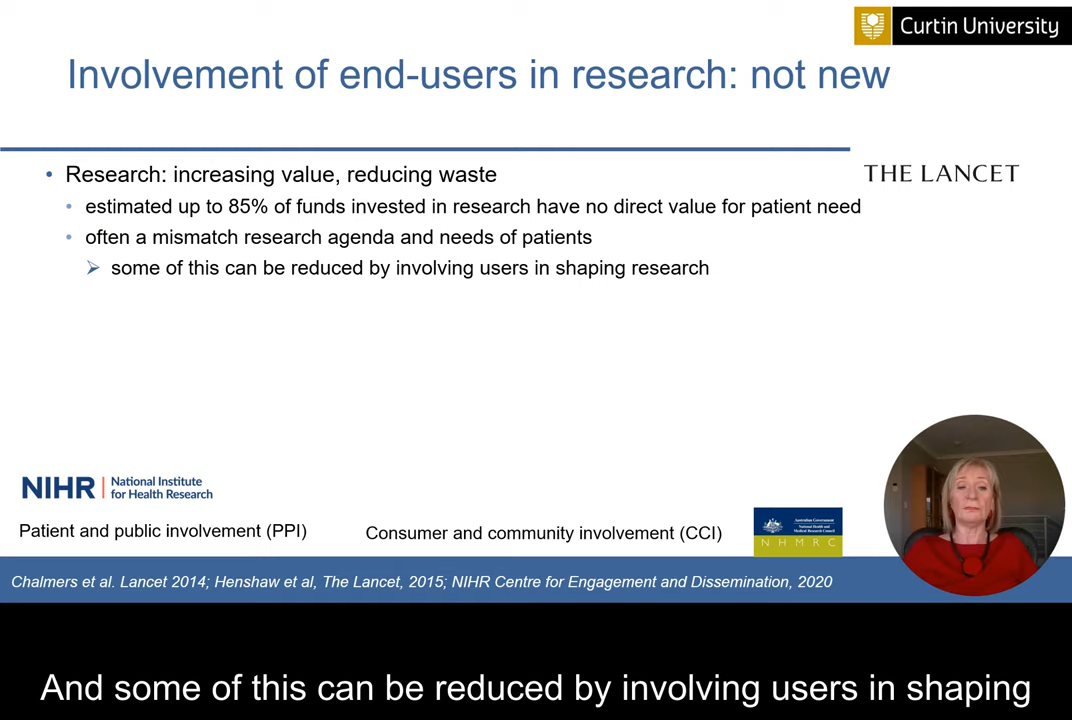 Curtin University
Involvement of end-users in research: not new
• Research: increasing value, reducing waste
THE LANCET
• estimated up to 85% of funds invested in research have no direct value for patient need
• often a mismatch research agenda and needs of patients
➢ some of this can be reduced by involving users in shaping research
NIHR | National Institute
for Health Research
Patient and public involvement (PPI)
Consumer and community involvement (CCI)
Australian Government
National Health and
Medical Research Council
N H M R C
Chalmers et al. Lancet 2014; Henshaw et al, The Lancet, 2015; NIHR Centre for Engagement and Dissemination, 2020
And some of this can be reduced by involving users in shaping